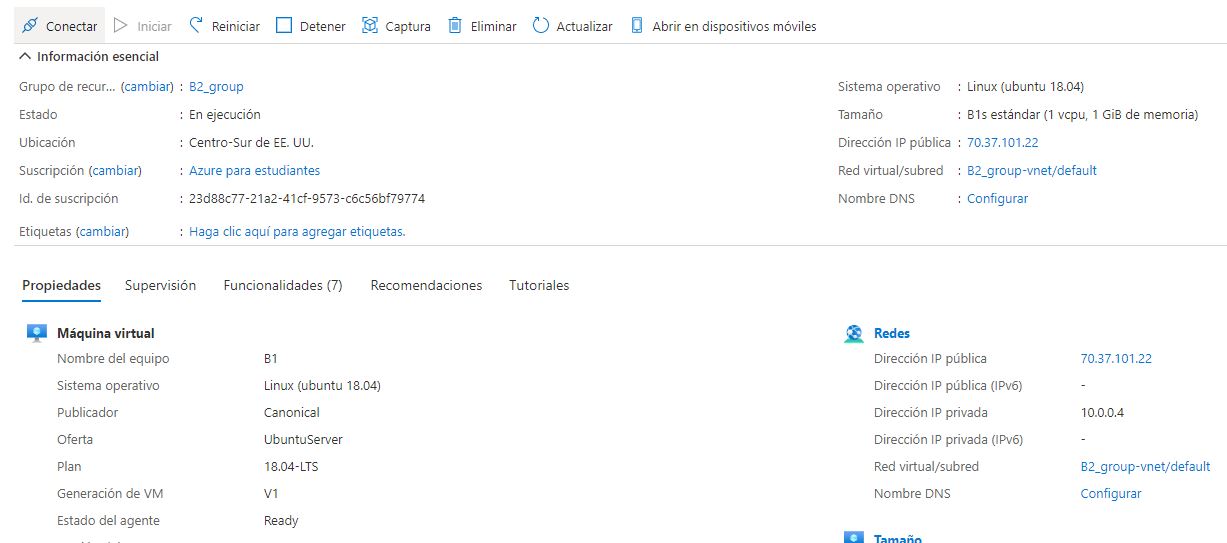 Conectar Iniciar Reiniciar Detener Captura Eliminar Actualizar Abrir en dispositivos móviles
Información esencial
Grupo de recur... (cambiar) : B2_group
Estado : En ejecución
Ubicación : Centro-Sur de EE. UU.
Suscripción (cambiar) : Azure para estudiantes
Id. de suscripción : 23d88c77-21a2-41cf-9573-c6c56bf79774
Etiquetas (cambiar) : Haga clic aquí para agregar etiquetas.
Sistema operativo : Linux (ubuntu 18.04)
Tamaño : B1s estándar (1 vcpu, 1 GiB de memoria)
Dirección IP pública : 70.37.101.22
Red virtual/subred : B2_group-vnet/default
Nombre DNS : Configurar
Propiedades Supervisión Funcionalidades (7) Recomendaciones Tutoriales
Máquina virtual
Nombre del equipo B1
Sistema operativo Linux (ubuntu 18.04)
Publicador Canonical
Oferta UbuntuServer
Plan 18.04-LTS
Generación de VM V1
Estado del agente Ready
Redes
Dirección IP pública 70.37.101.22
Dirección IP pública (IPv6) -
Dirección IP privada 10.0.0.4
Dirección IP privada (IPv6) -
Red virtual/subred B2_group-vnet/default
Nombre DNS Configurar
Tamaño